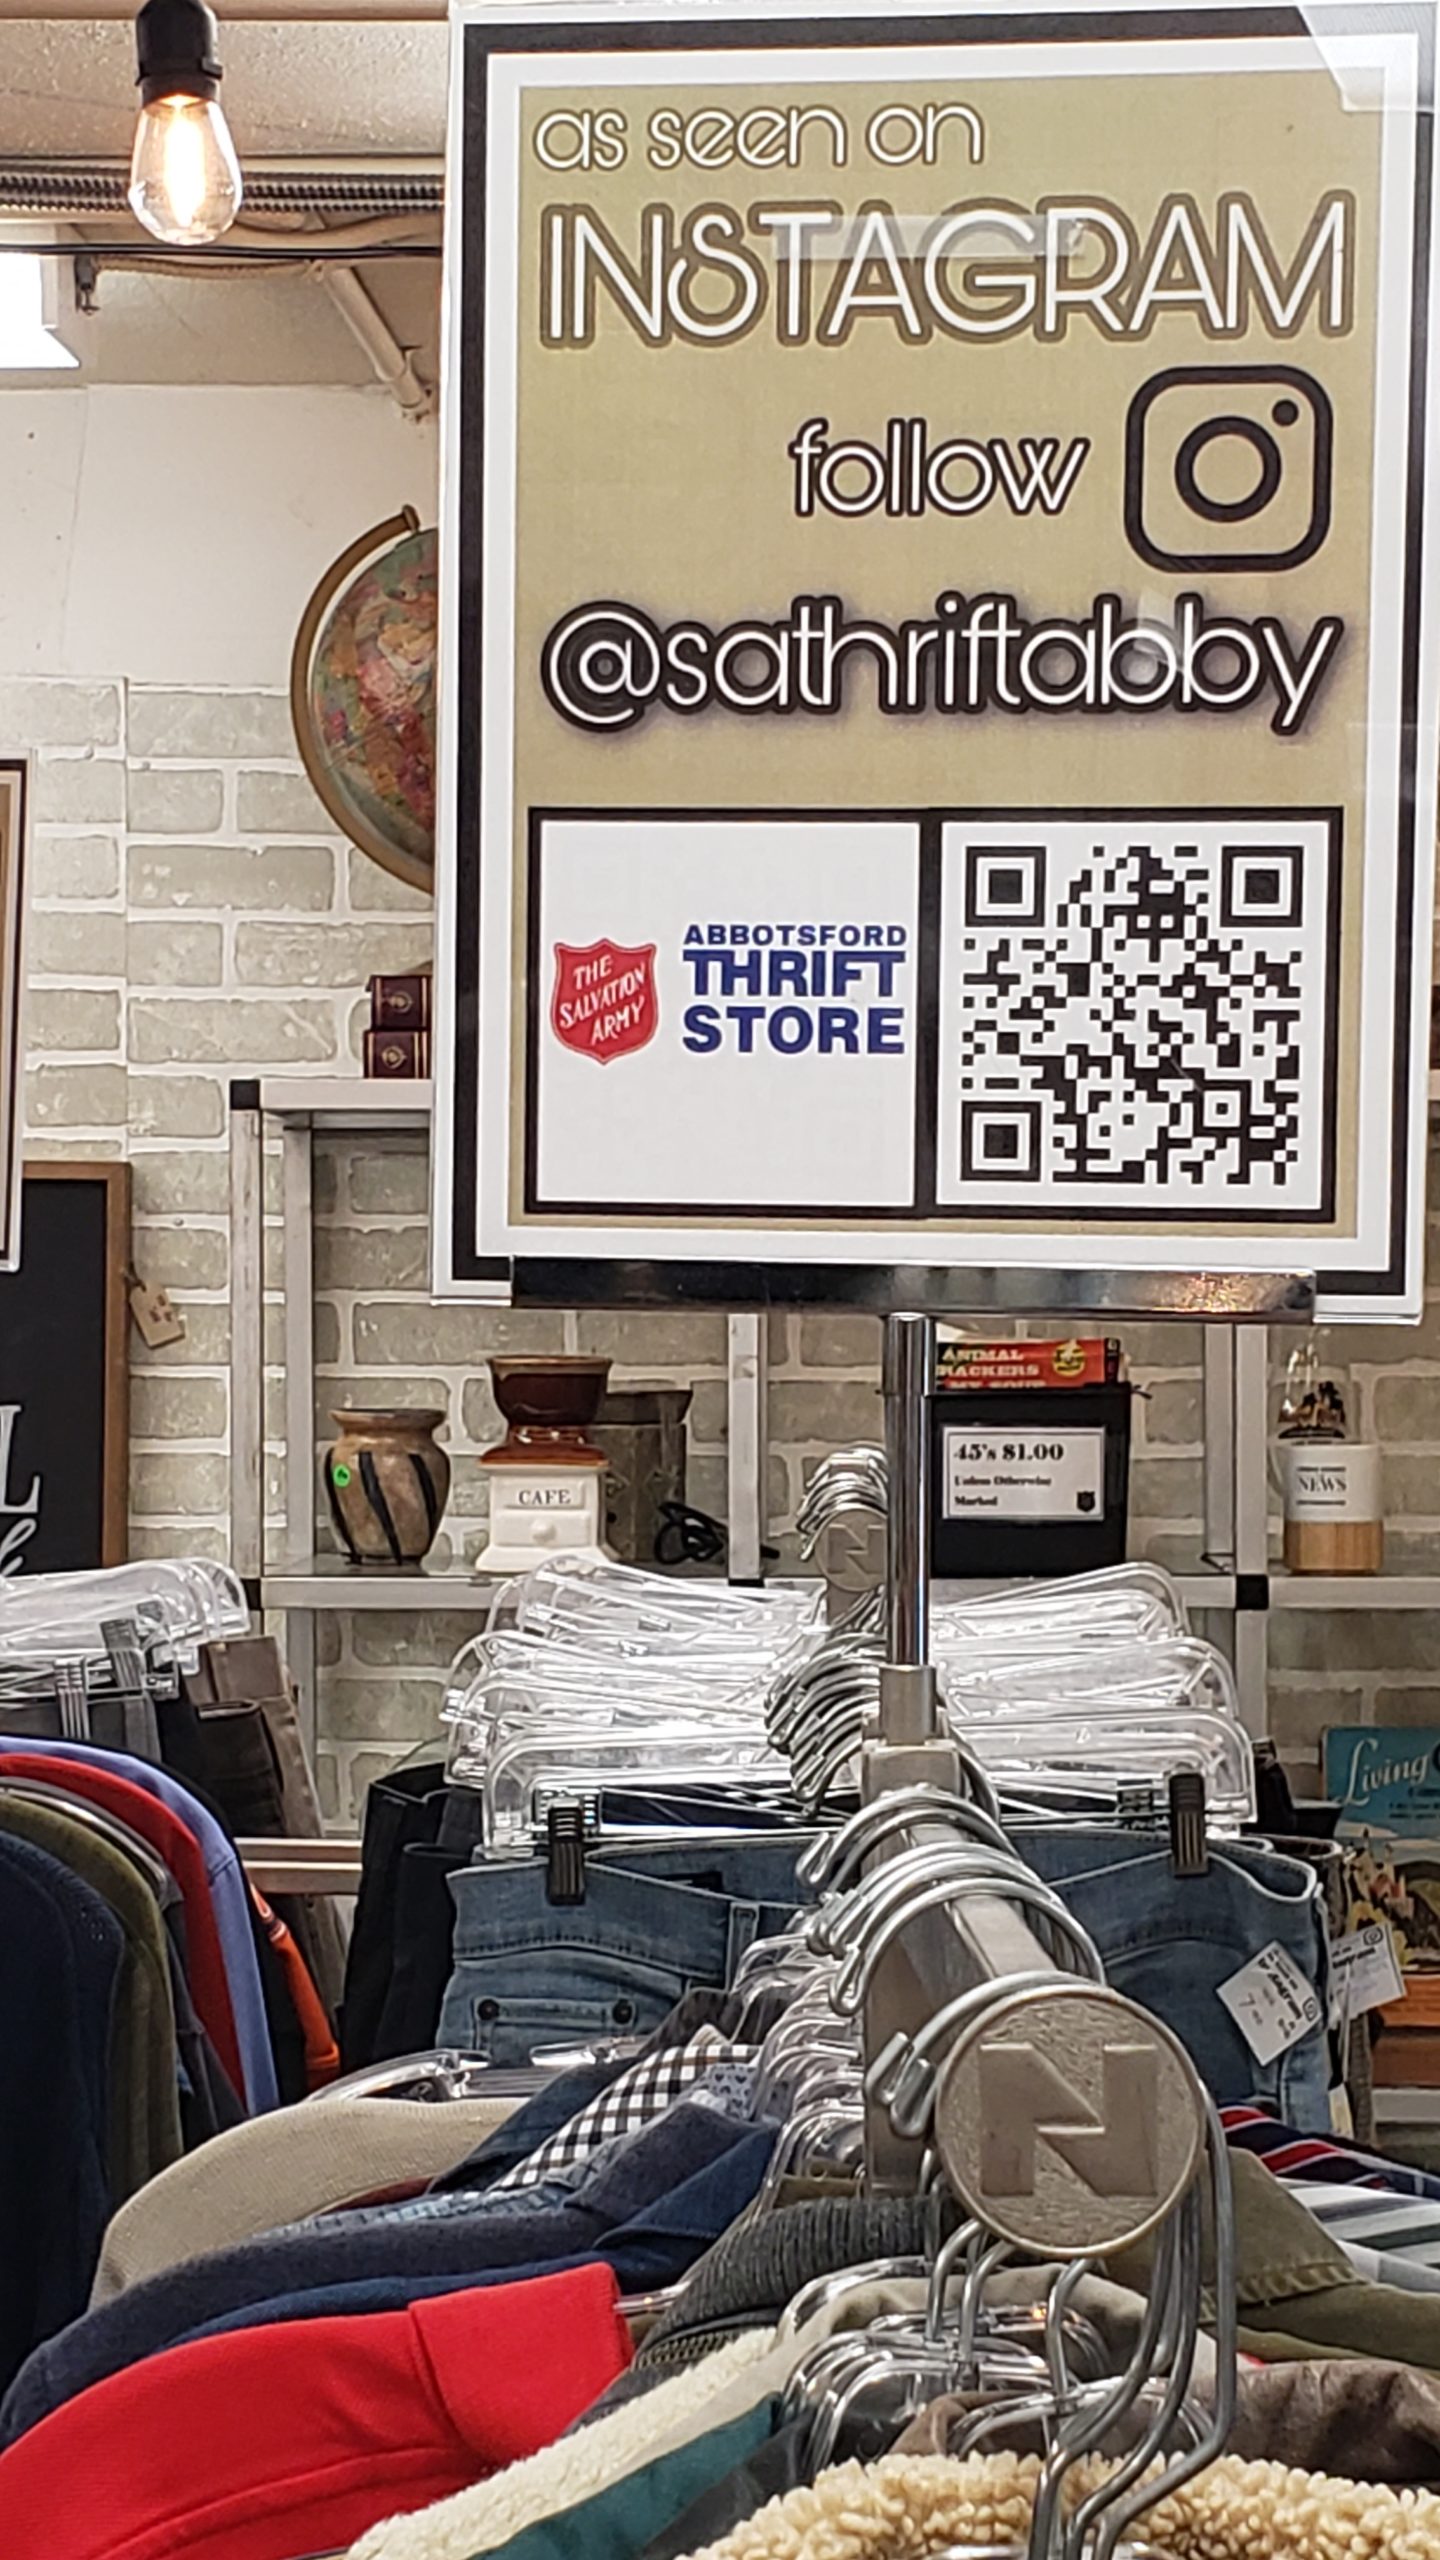 as seen on
INSTAGRAM
follow
@sathriftabby
THE
SALVATION
ARMY
ABBOTSFORD
THRIFT
STORE
ANIMAL
45's $1.00
Unless Otherwise
Marked
CAFE
NEWS
L
Living
N
N